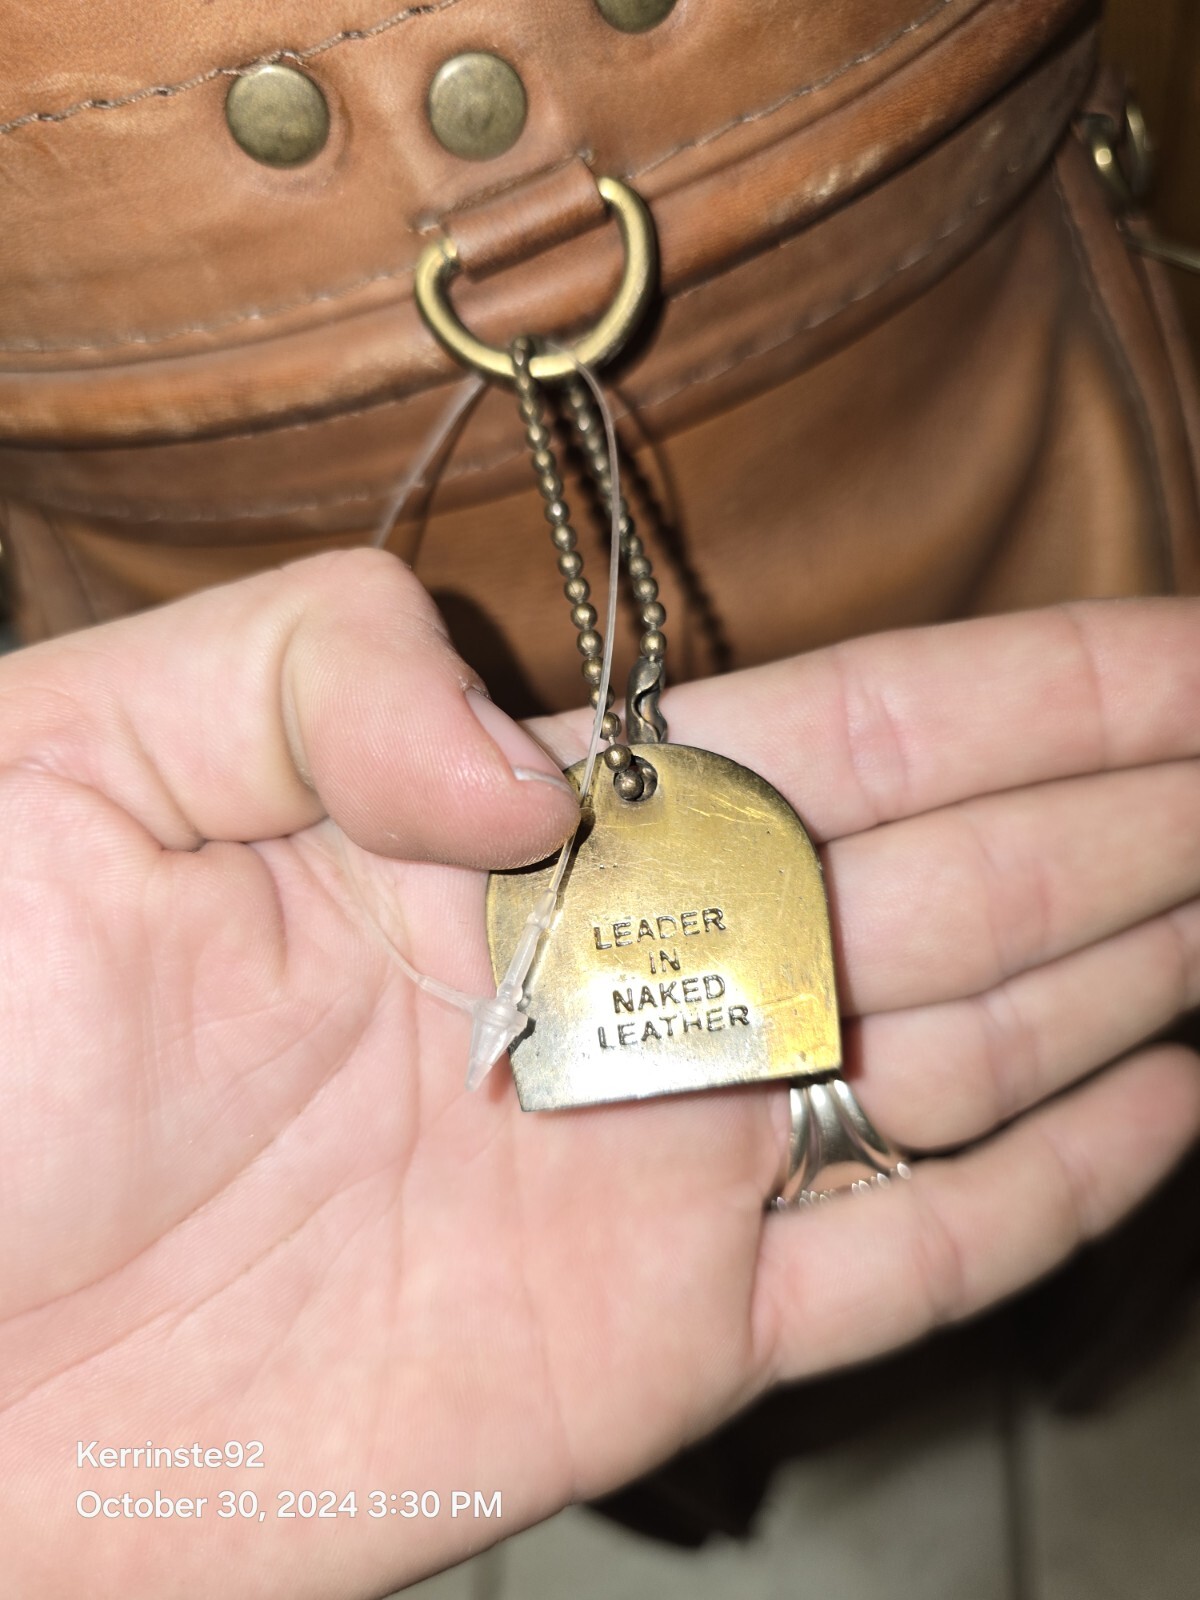 LEADER
IN
NAKED
LEATHER
Kerrinste92
October 30, 2024 3:30 PM